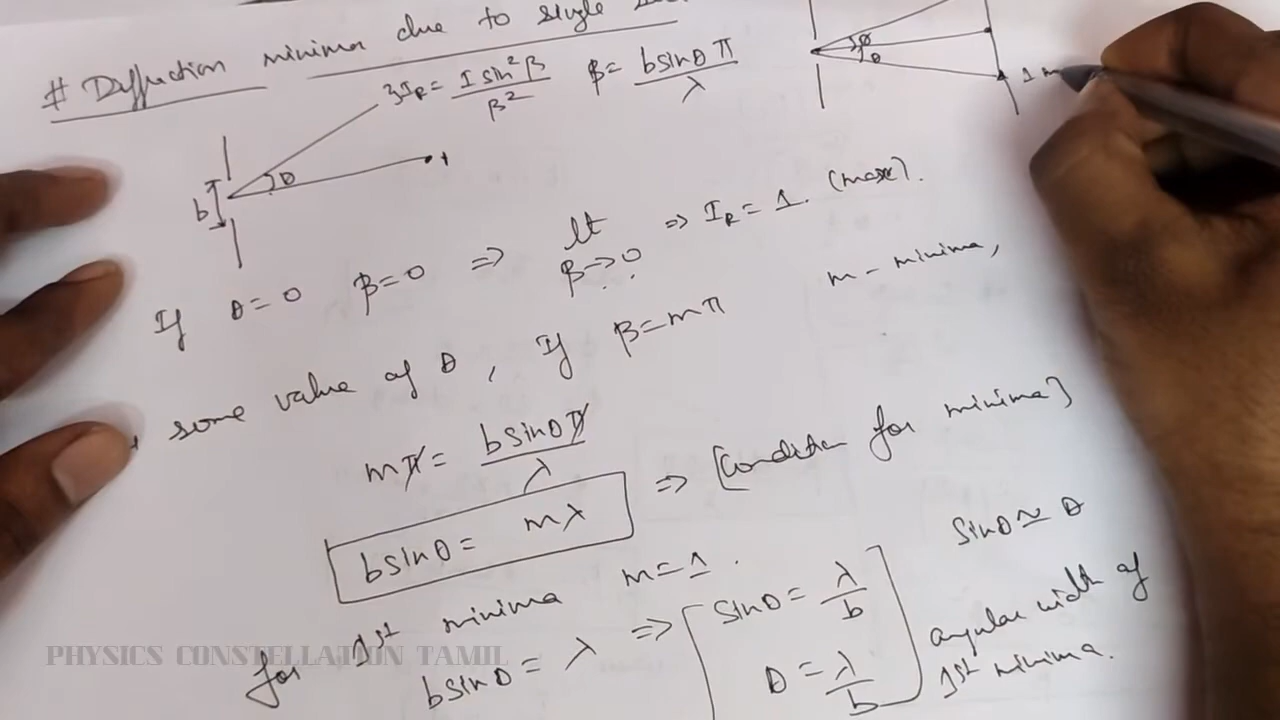 # Diffraction minima due to single
I_R = I sin²β / β²   β = b sinθ π / λ
θ
θ
1 m
b
θ
If θ = 0   β = 0 ⇒ lt β→0 ⇒ I_R = 1. (max).
m – minima,
some value of θ, If β = mπ
mπ = b sinθ π / λ
b sinθ = mλ ⇒ [Condition for minima]
for 1st minima m = 1.
sinθ ≃ θ
b sinθ = λ ⇒ [ sinθ = λ / b
θ = λ / b ] angular width of
1st minima.
PHYSICS CONSTELLATION TAMIL